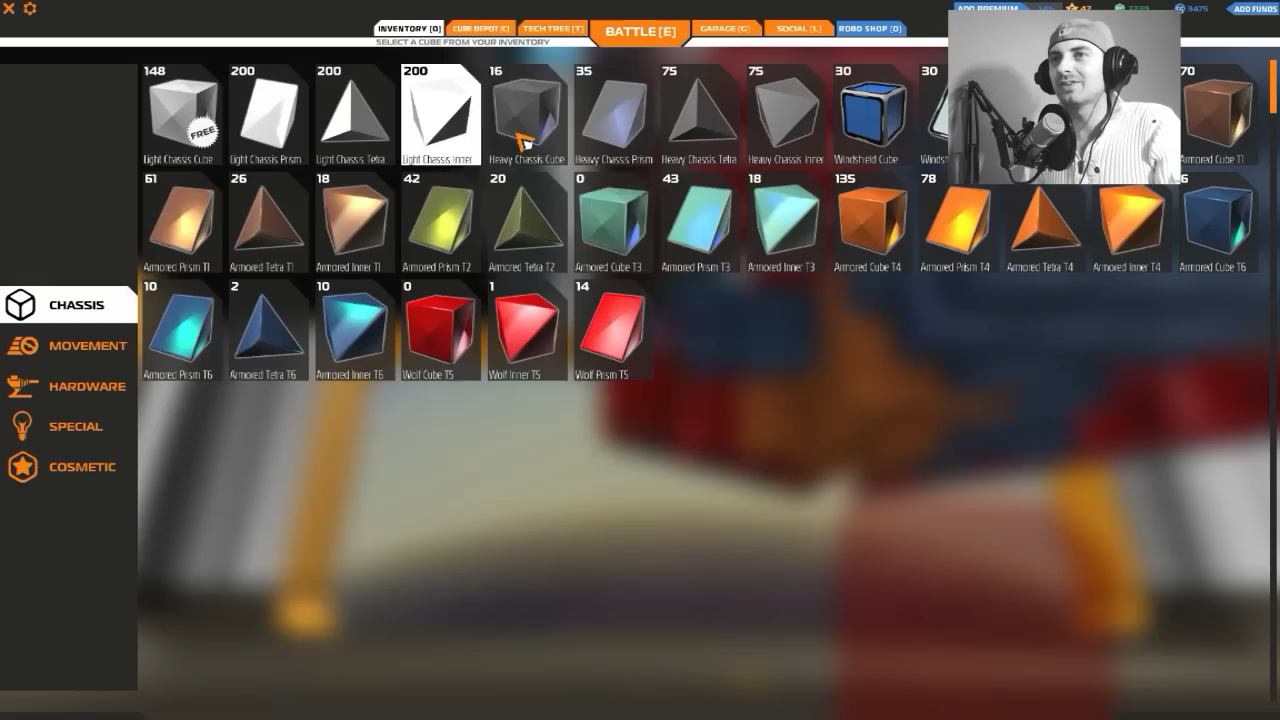 ADD PREMIUM 42 2239 3475 ADD FUNDS
INVENTORY [Q] CUBE DEPOT [C] TECH TREE [T] BATTLE [E] GARAGE [G] SOCIAL [L] ROBO SHOP [O]
SELECT A CUBE FROM YOUR INVENTORY
148 200 200 200 16 35 75 75 30 30 70
FREE
Light Chassis Cube Light Chassis Prism Light Chassis Tetra Light Chassis Inner Heavy Chassis Cube Heavy Chassis Prism Heavy Chassis Tetra Heavy Chassis Inner Windshield Cube Armored Cube T1
61 26 18 42 20 0 43 18 135 78
Armored Prism T1 Armored Tetra T1 Armored Inner T1 Armored Prism T2 Armored Tetra T2 Armored Cube T3 Armored Prism T3 Armored Inner T3 Armored Cube T4 Armored Prism T4 Armored Tetra T4 Armored Inner T4 Armored Cube T6
10 2 10 0 1 14
Armored Prism T6 Armored Tetra T6 Armored Inner T6 Wolf Cube T5 Wolf Inner T5 Wolf Prism T5
CHASSIS
MOVEMENT
HARDWARE
SPECIAL
COSMETIC